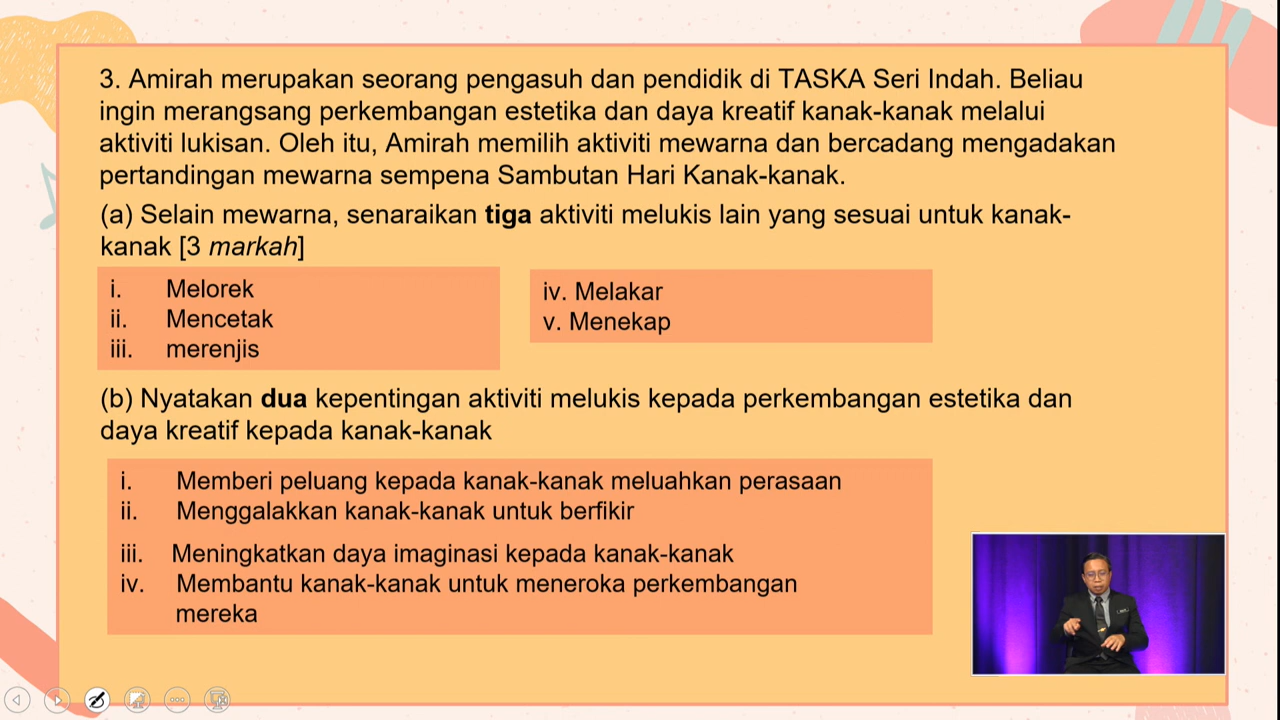 3. Amirah merupakan seorang pengasuh dan pendidik di TASKA Seri Indah. Beliau
ingin merangsang perkembangan estetika dan daya kreatif kanak-kanak melalui
aktiviti lukisan. Oleh itu, Amirah memilih aktiviti mewarna dan bercadang mengadakan
pertandingan mewarna sempena Sambutan Hari Kanak-kanak.
(a) Selain mewarna, senaraikan tiga aktiviti melukis lain yang sesuai untuk kanak-
kanak [3 markah]
i. Melorek
ii. Mencetak
iii. merenjis
iv. Melakar
v. Menekap
(b) Nyatakan dua kepentingan aktiviti melukis kepada perkembangan estetika dan
daya kreatif kepada kanak-kanak
i. Memberi peluang kepada kanak-kanak meluahkan perasaan
ii. Menggalakkan kanak-kanak untuk berfikir
iii. Meningkatkan daya imaginasi kepada kanak-kanak
iv. Membantu kanak-kanak untuk meneroka perkembangan
mereka